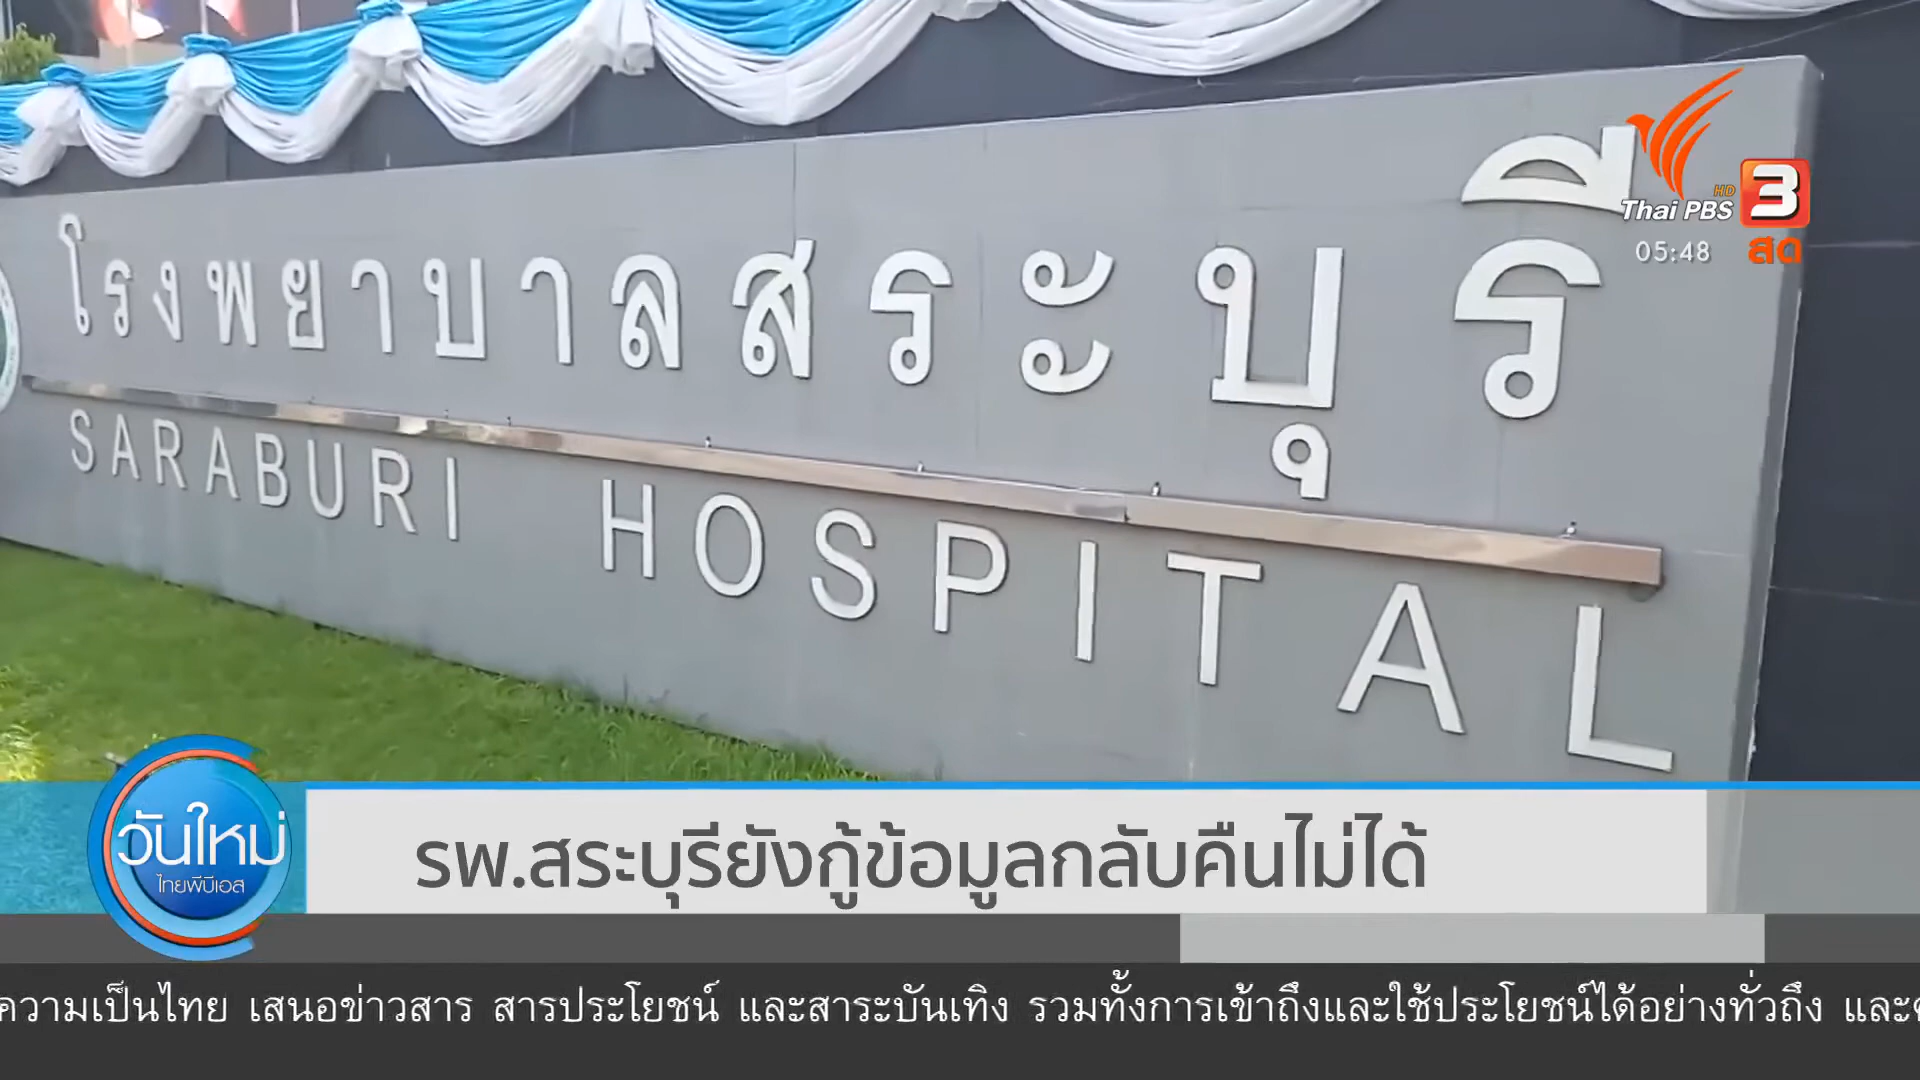 HD
Thai PBS 3
05:48 สด
โรงพยาบาลสระบุรี
SARABURI HOSPITAL
วันใหม่
ไทยพีบีเอส
รพ.สระบุรียังกู้ข้อมูลกลับคืนไม่ได้
ความเป็นไทย เสนอข่าวสาร สารประโยชน์ และสาระบันเทิง รวมทั้งการเข้าถึงและใช้ประโยชน์ได้อย่างทั่วถึง และ